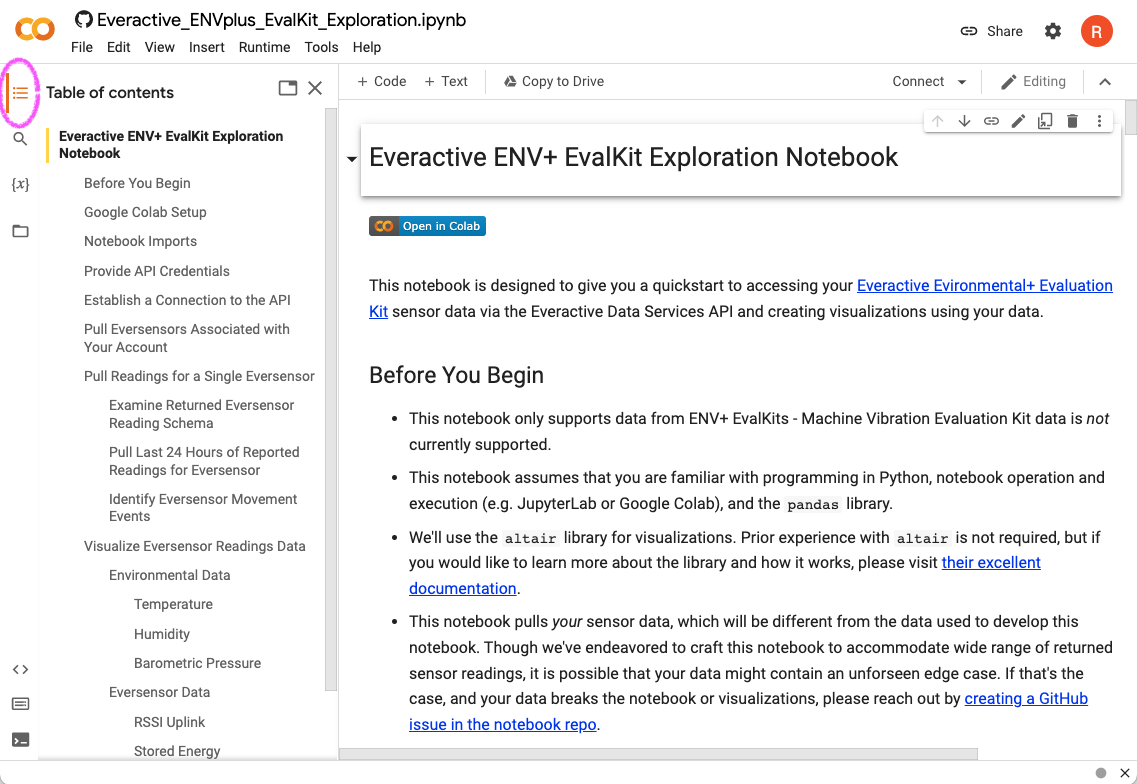 Everactive_ENVplus_EvalKit_Exploration.ipynb
File Edit View Insert Runtime Tools Help
Share
R
Table of contents
Everactive ENV+ EvalKit Exploration
Notebook
Before You Begin
Google Colab Setup
Notebook Imports
Provide API Credentials
Establish a Connection to the API
Pull Eversensors Associated with
Your Account
Pull Readings for a Single Eversensor
Examine Returned Eversensor
Reading Schema
Pull Last 24 Hours of Reported
Readings for Eversensor
Identify Eversensor Movement
Events
Visualize Eversensor Readings Data
Environmental Data
Temperature
Humidity
Barometric Pressure
Eversensor Data
RSSI Uplink
Stored Energy
{x}
+ Code + Text Copy to Drive Connect Editing
Everactive ENV+ EvalKit Exploration Notebook
Open in Colab
This notebook is designed to give you a quickstart to accessing your Everactive Evironmental+ Evaluation
Kit sensor data via the Everactive Data Services API and creating visualizations using your data.
Before You Begin
• This notebook only supports data from ENV+ EvalKits - Machine Vibration Evaluation Kit data is not
currently supported.
• This notebook assumes that you are familiar with programming in Python, notebook operation and
execution (e.g. JupyterLab or Google Colab), and the pandas library.
• We'll use the altair library for visualizations. Prior experience with altair is not required, but if
you would like to learn more about the library and how it works, please visit their excellent
documentation.
• This notebook pulls your sensor data, which will be different from the data used to develop this
notebook. Though we've endeavored to craft this notebook to accommodate wide range of returned
sensor readings, it is possible that your data might contain an unforseen edge case. If that's the
case, and your data breaks the notebook or visualizations, please reach out by creating a GitHub
issue in the notebook repo.